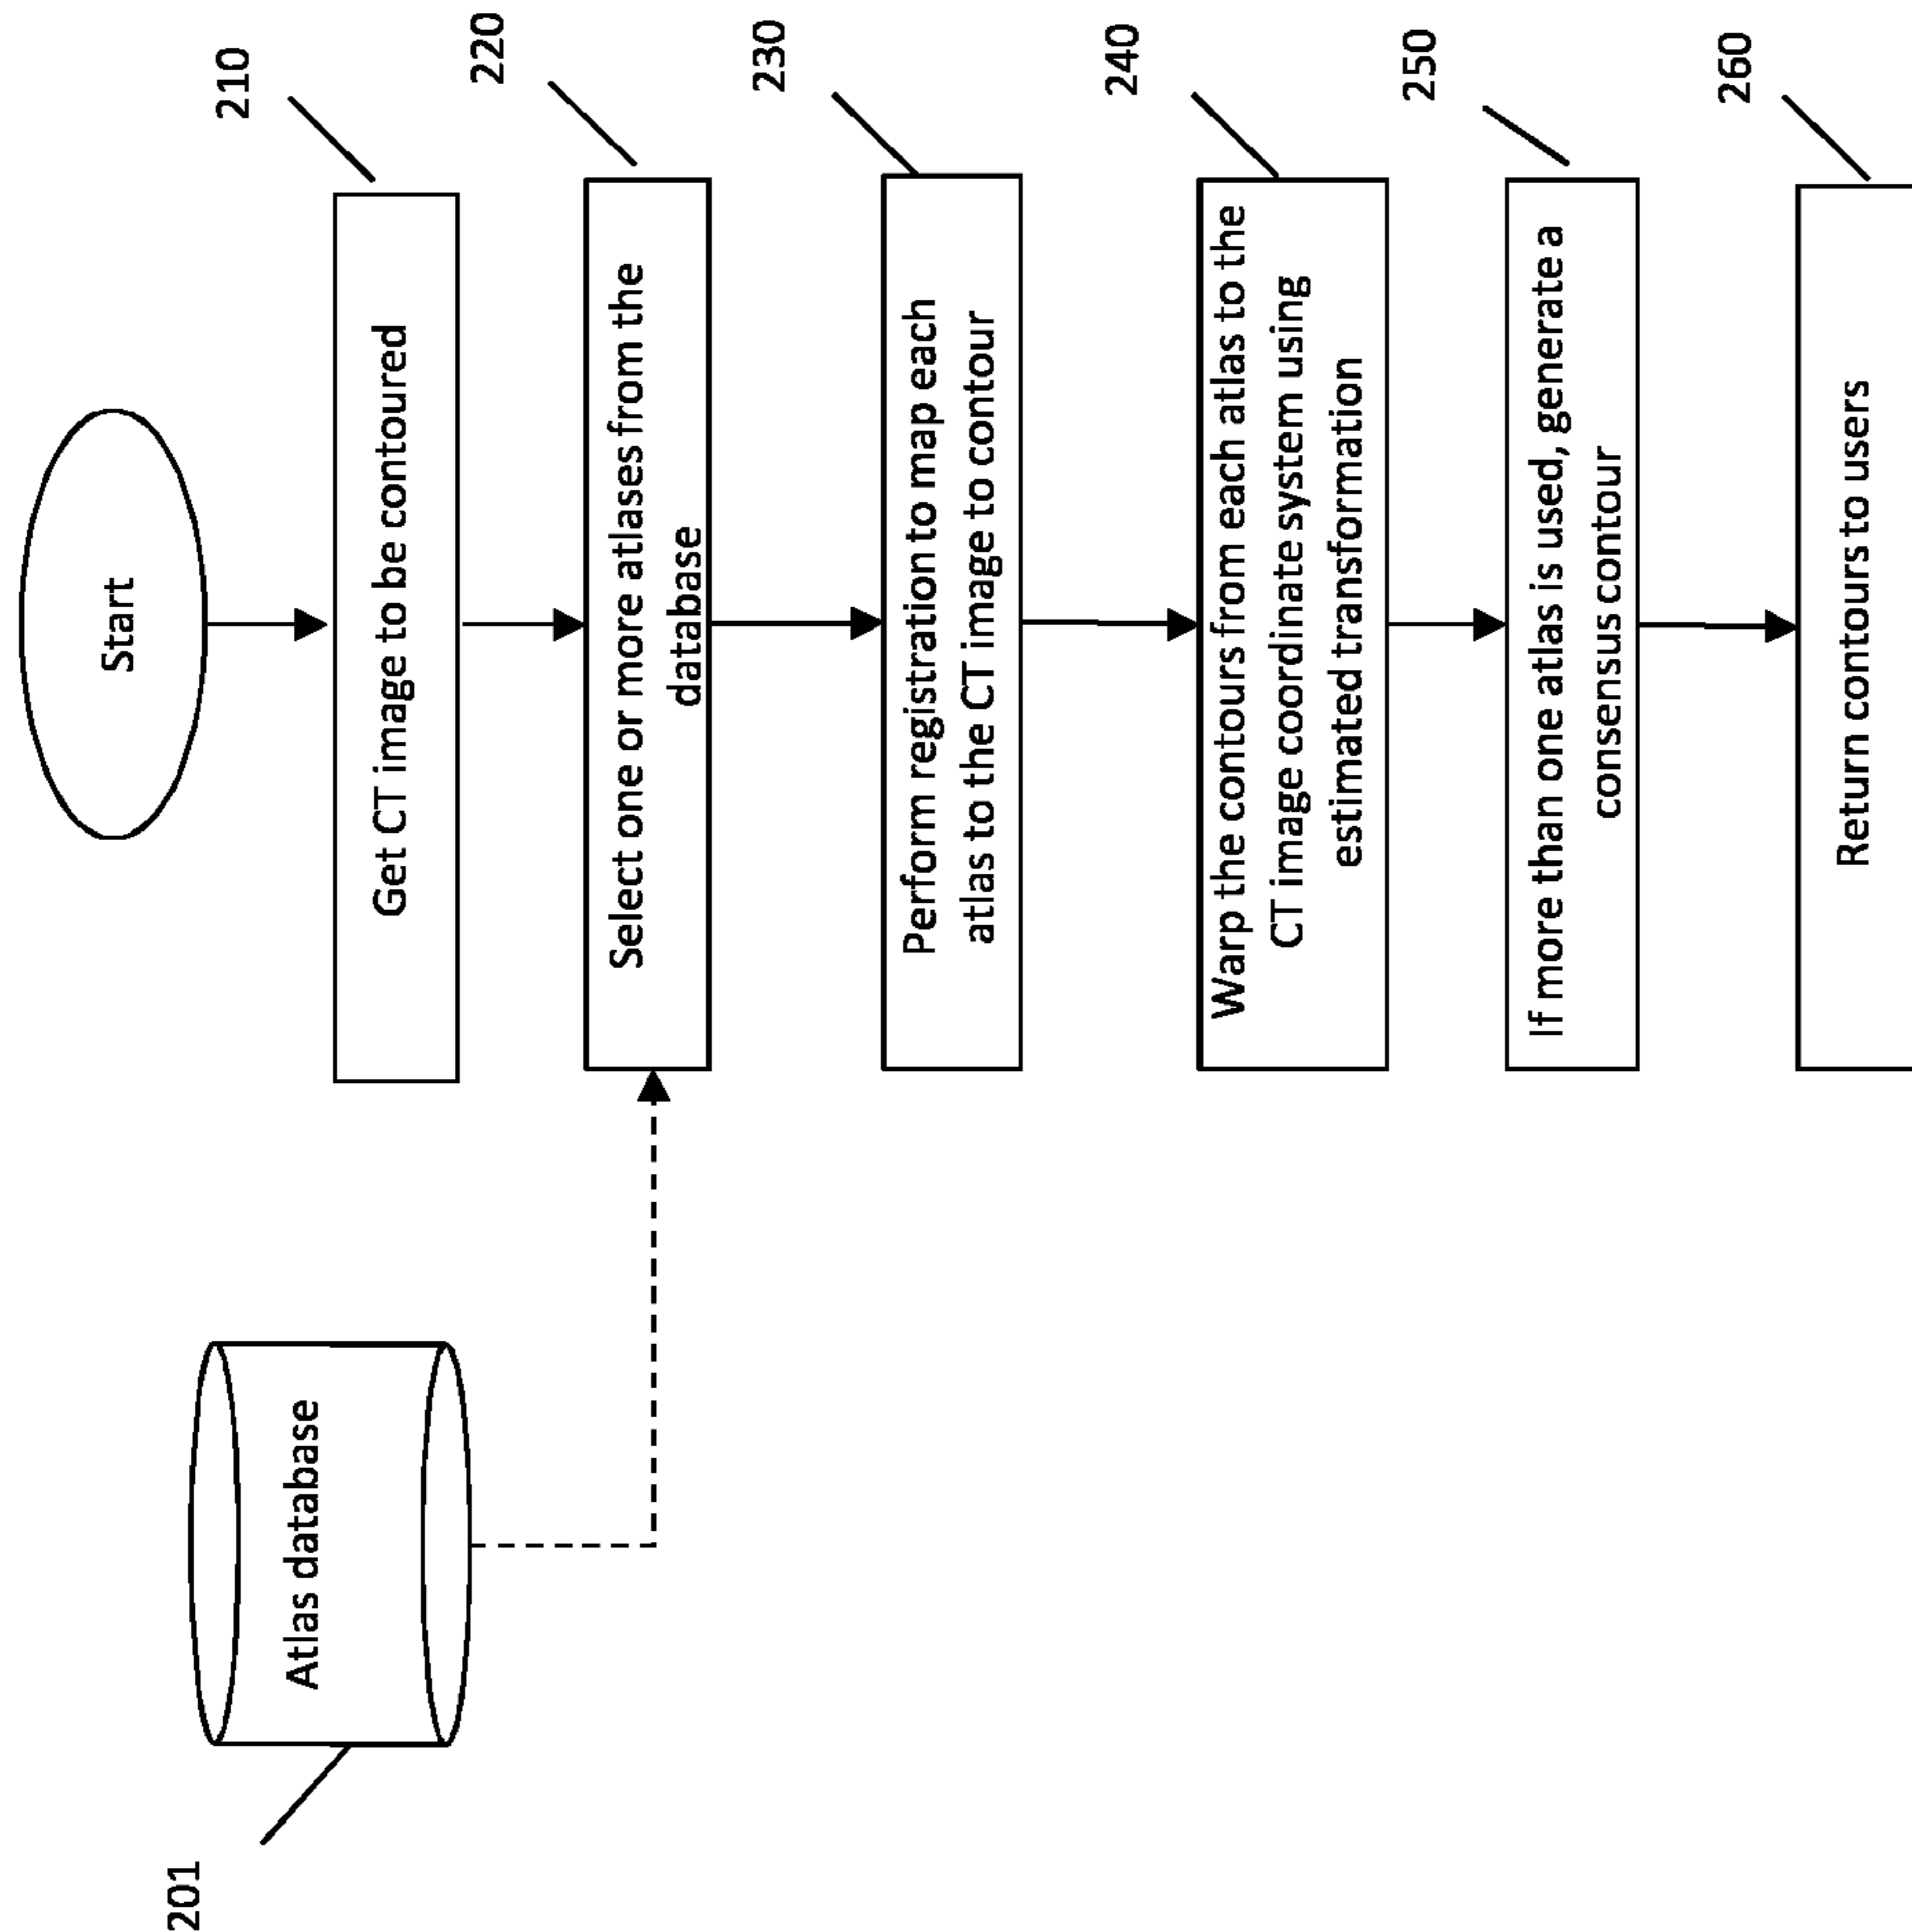 Start
210
Get CT image to be contoured
201
Atlas database
220
Select one or more atlases from the
database
230
Perform registration to map each
atlas to the CT image to contour
240
Warp the contours from each atlas to the
CT image coordinate system using
estimated transformation
250
If more than one atlas is used, generate a
consensus contour
260
Return contours to users